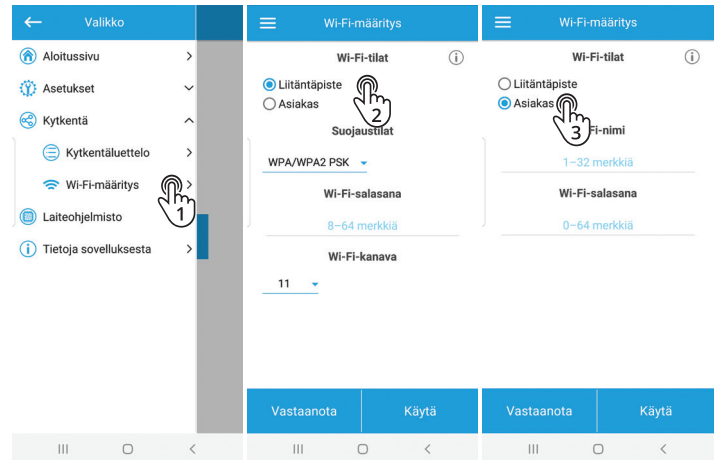 Valikko
Aloitussivu
Asetukset
Kytkentä
Kytkentäluettelo
Wi-Fi-määritys
1
Laiteohjelmisto
Tietoja sovelluksesta
Wi-Fi-määritys
Wi-Fi-tilat
Liitäntäpiste
Asiakas
2
Suojaustilat
WPA/WPA2 PSK
Wi-Fi-salasana
8–64 merkkiä
Wi-Fi-kanava
11
Vastaanota Käytä
Wi-Fi-määritys
Wi-Fi-tilat
Liitäntäpiste
Asiakas
3
Fi-nimi
1–32 merkkiä
Wi-Fi-salasana
0–64 merkkiä
Vastaanota Käytä